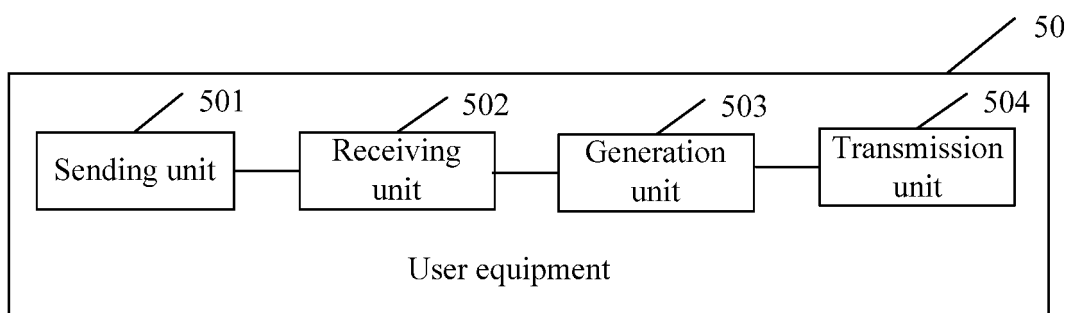 50
501
502
503
504
Sending unit
Receiving
unit
Generation
unit
Transmission
unit
User equipment